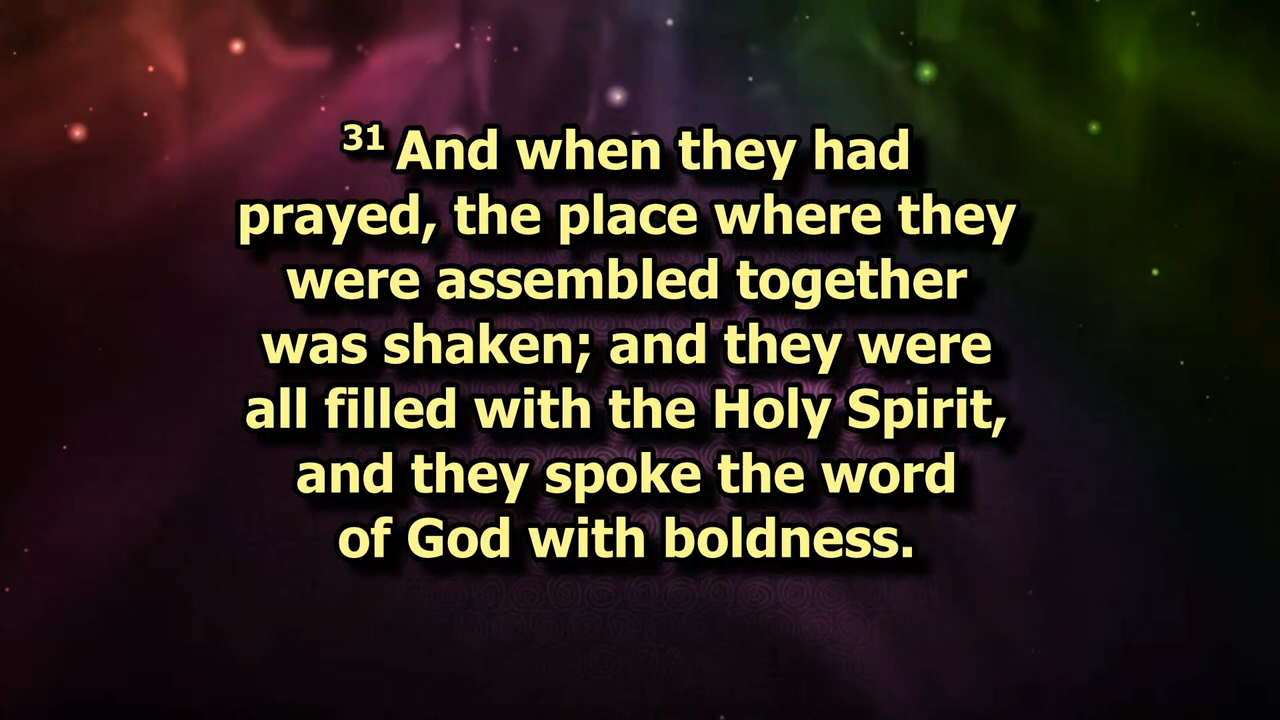 31 And when they had
prayed, the place where they
were assembled together
was shaken; and they were
all filled with the Holy Spirit,
and they spoke the word
of God with boldness.